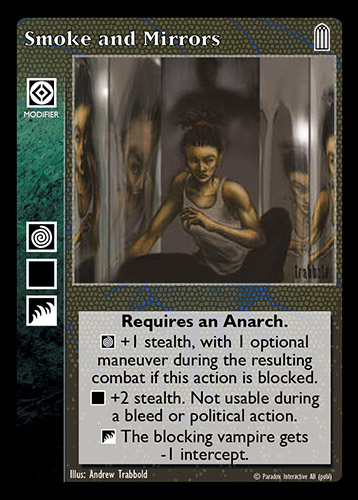 Smoke and Mirrors
MODIFIER
trabbold
Requires an Anarch.
+1 stealth, with 1 optional
maneuver during the resulting
combat if this action is blocked.
+2 stealth. Not usable during
a bleed or political action.
The blocking vampire gets
-1 intercept.
Illus: Andrew Trabbold
© Paradox Interactive AB (publ)